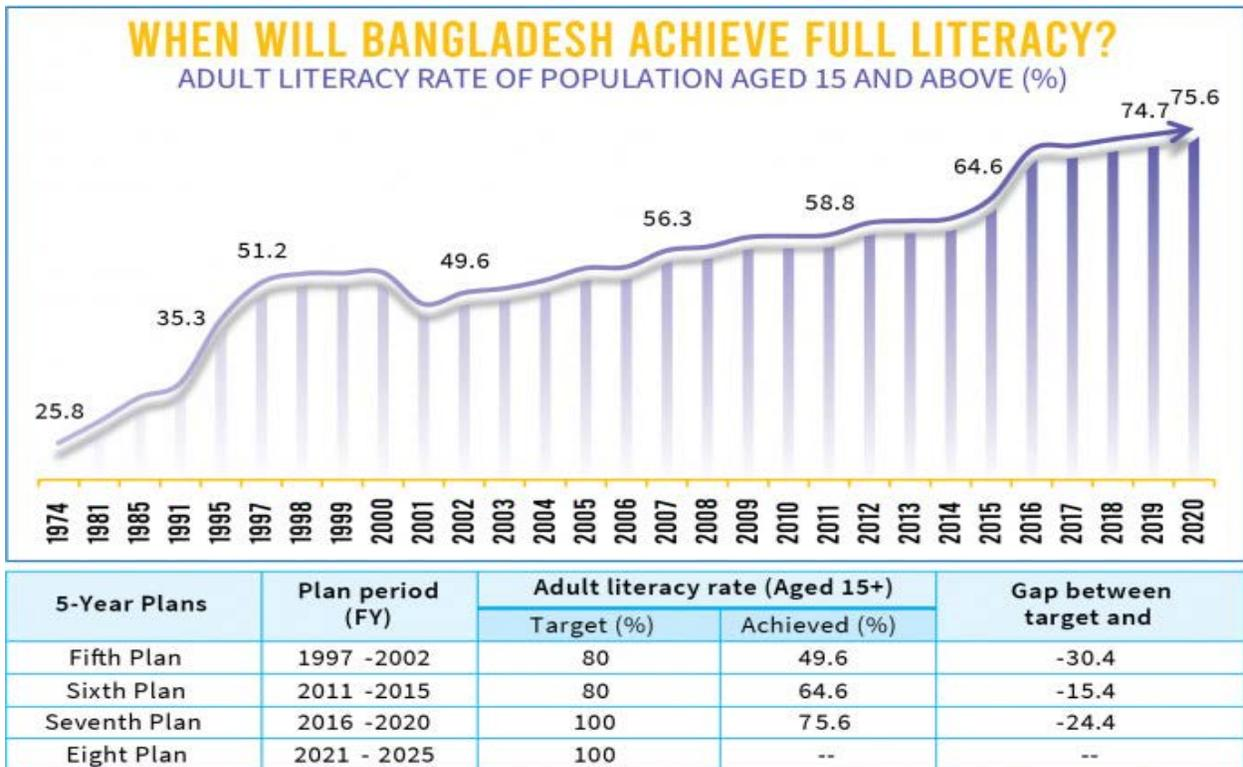 WHEN WILL BANGLADESH ACHIEVE FULL LITERACY?
ADULT LITERACY RATE OF POPULATION AGED 15 AND ABOVE (%)
25.8
35.3
51.2
49.6
56.3
58.8
64.6
74.7
75.6
1974 1981 1985 1991 1995 1997 1998 1999 2000 2001 2002 2003 2004 2005 2006 2007 2008 2009 2010 2011 2012 2013 2014 2015 2016 2017 2018 2019 2020
5-Year Plans Plan period (FY) Adult literacy rate (Aged 15+) Gap between target and
Target (%) Achieved (%)
Fifth Plan 1997 -2002 80 49.6 -30.4
Sixth Plan 2011 -2015 80 64.6 -15.4
Seventh Plan 2016 -2020 100 75.6 -24.4
Eight Plan 2021 - 2025 100 -- --